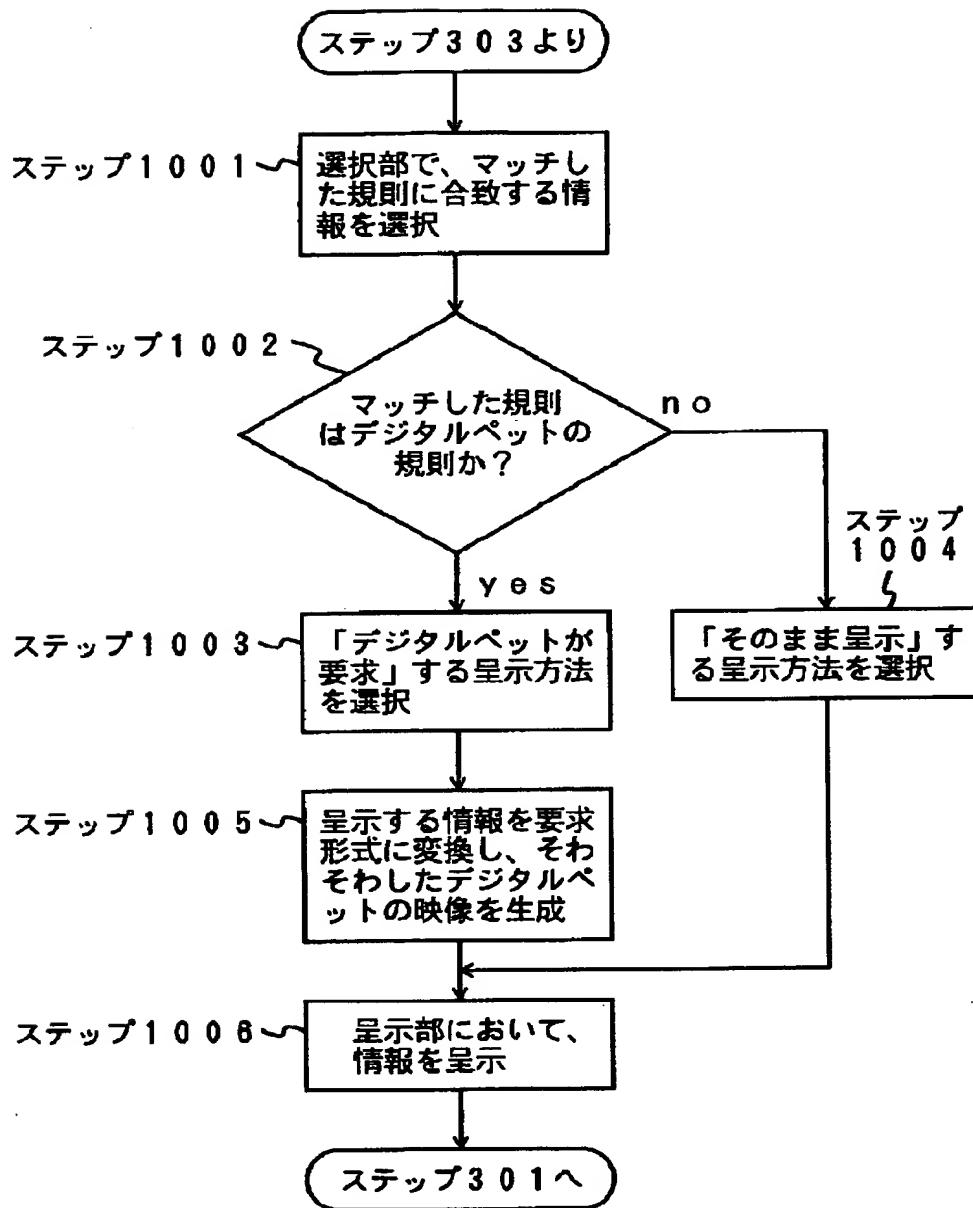 ステップ３０３より
ステップ１００１
選択部で、マッチし
た規則に合致する情
報を選択
ステップ１００２
マッチした規則
はデジタルペットの
規則か？
ｎｏ
ｙｅｓ
ステップ
１００４
ステップ１００３
「デジタルペットが
要求」する呈示方法
を選択
「そのまま呈示」す
る呈示方法を選択
ステップ１００５
呈示する情報を要求
形式に変換し、そわ
そわしたデジタルペ
ットの映像を生成
ステップ１００６
呈示部において、
情報を呈示
ステップ３０１へ